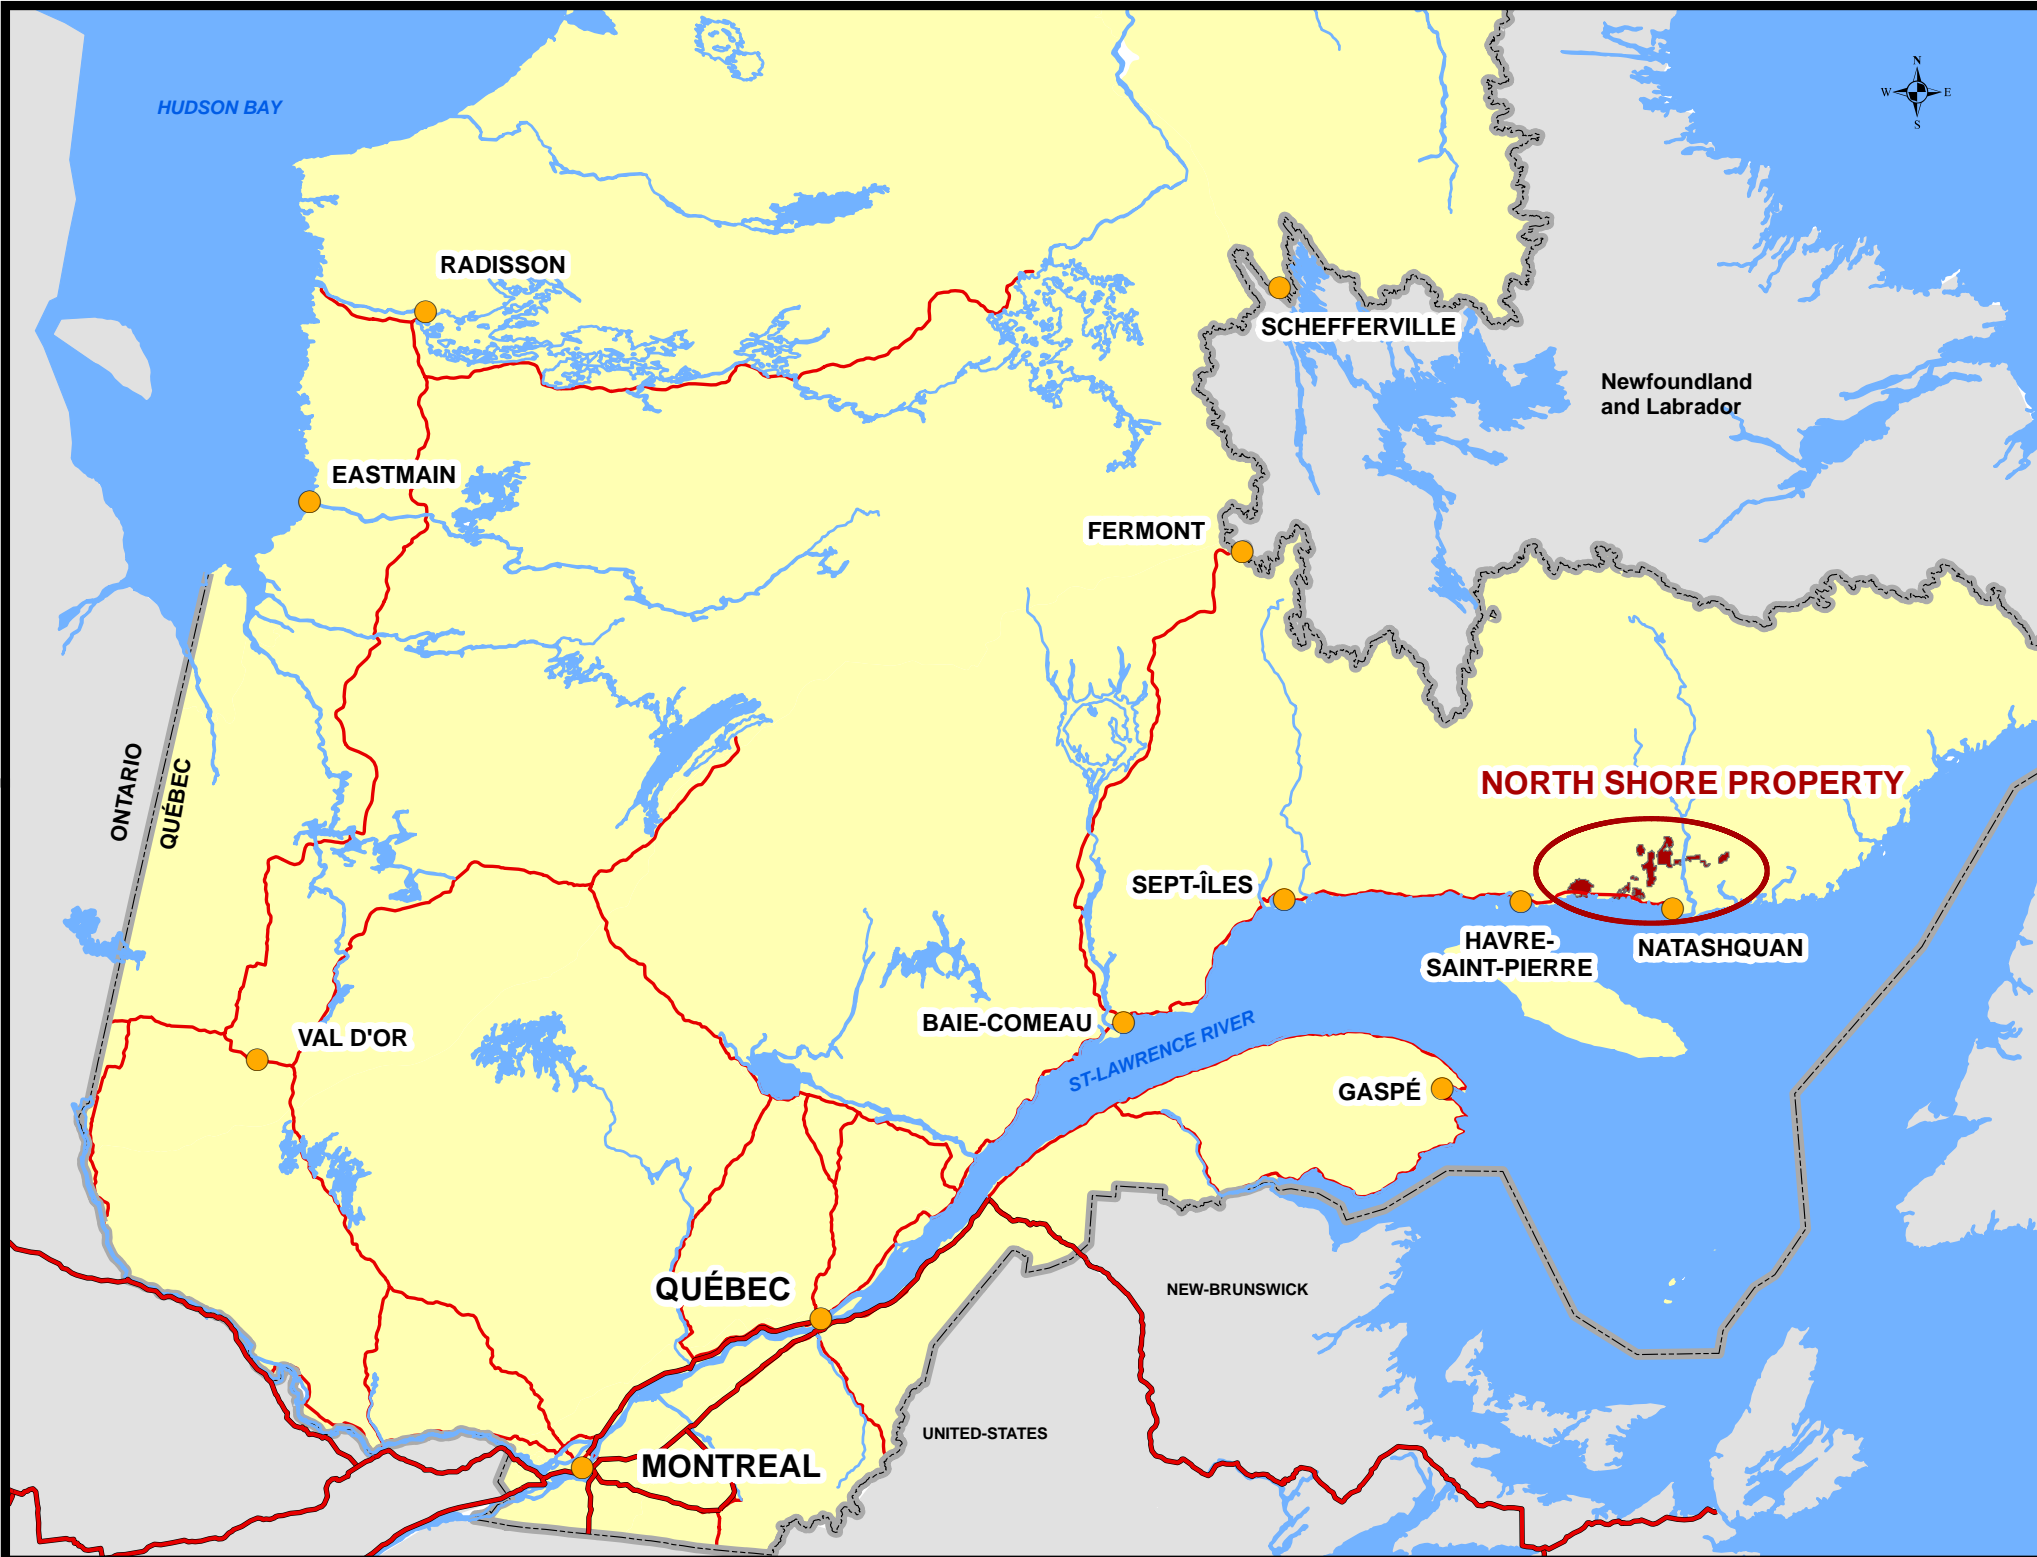 N
W E
S
HUDSON BAY
RADISSON
SCHEFFERVILLE
Newfoundland
and Labrador
EASTMAIN
FERMONT
ONTARIO
QUÉBEC
NORTH SHORE PROPERTY
SEPT-ÎLES
HAVRE-
SAINT-PIERRE
NATASHQUAN
BAIE-COMEAU
ST-LAWRENCE RIVER
VAL D'OR
GASPÉ
QUÉBEC
NEW-BRUNSWICK
UNITED-STATES
MONTREAL